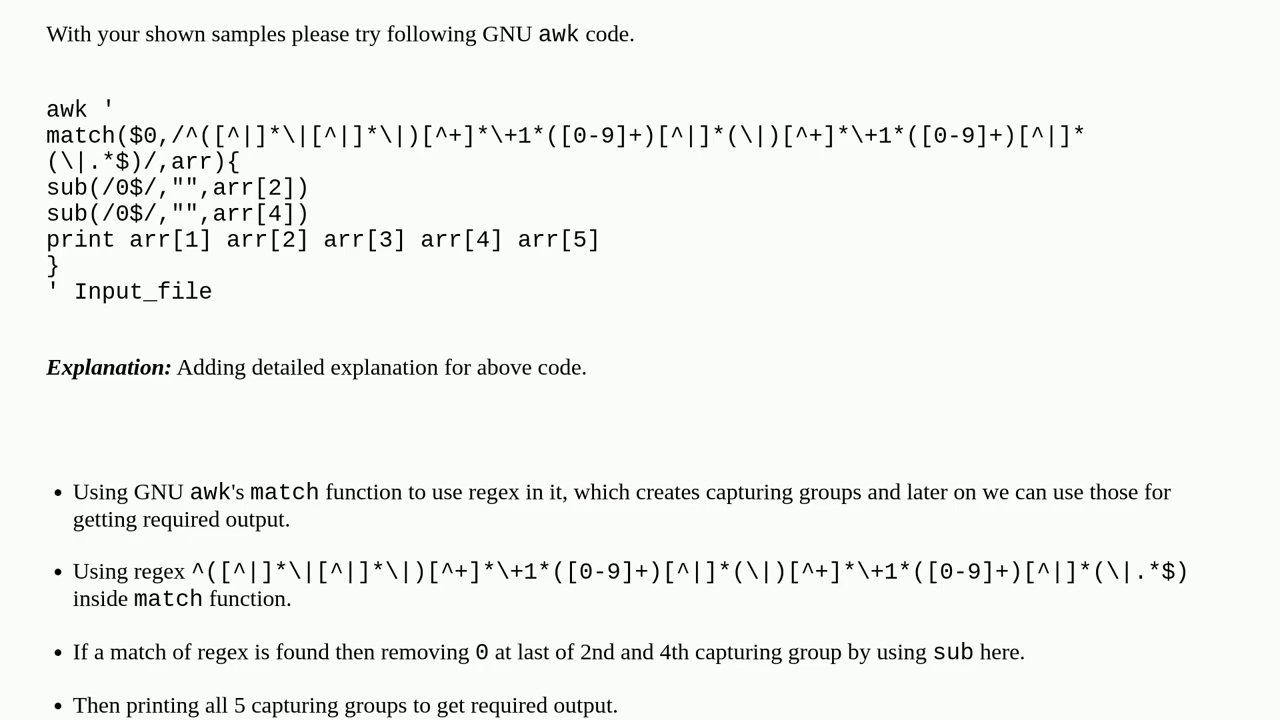 With your shown samples please try following GNU awk code.
awk '
match($0,/^([^|]*\|[^|]*\|)[^+]*\+1*([0-9]+)[^|]*(\|)[^+]*\+1*([0-9]+)[^|]*
(\|.*$)/,arr){
sub(/0$/,"",arr[2])
sub(/0$/,"",arr[4])
print arr[1] arr[2] arr[3] arr[4] arr[5]
}
' Input_file
Explanation: Adding detailed explanation for above code.
• Using GNU awk's match function to use regex in it, which creates capturing groups and later on we can use those for
getting required output.
• Using regex ^([^|]*\|[^|]*\|)[^+]*\+1*([0-9]+)[^|]*(\|)[^+]*\+1*([0-9]+)[^|]*(\|.*$)
inside match function.
• If a match of regex is found then removing 0 at last of 2nd and 4th capturing group by using sub here.
• Then printing all 5 capturing groups to get required output.